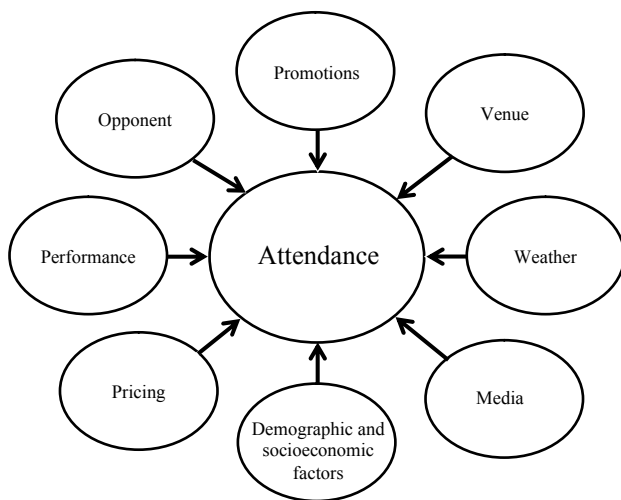 Promotions
Opponent
Venue
Performance
Attendance
Weather
Pricing
Media
Demographic and
socioeconomic
factors